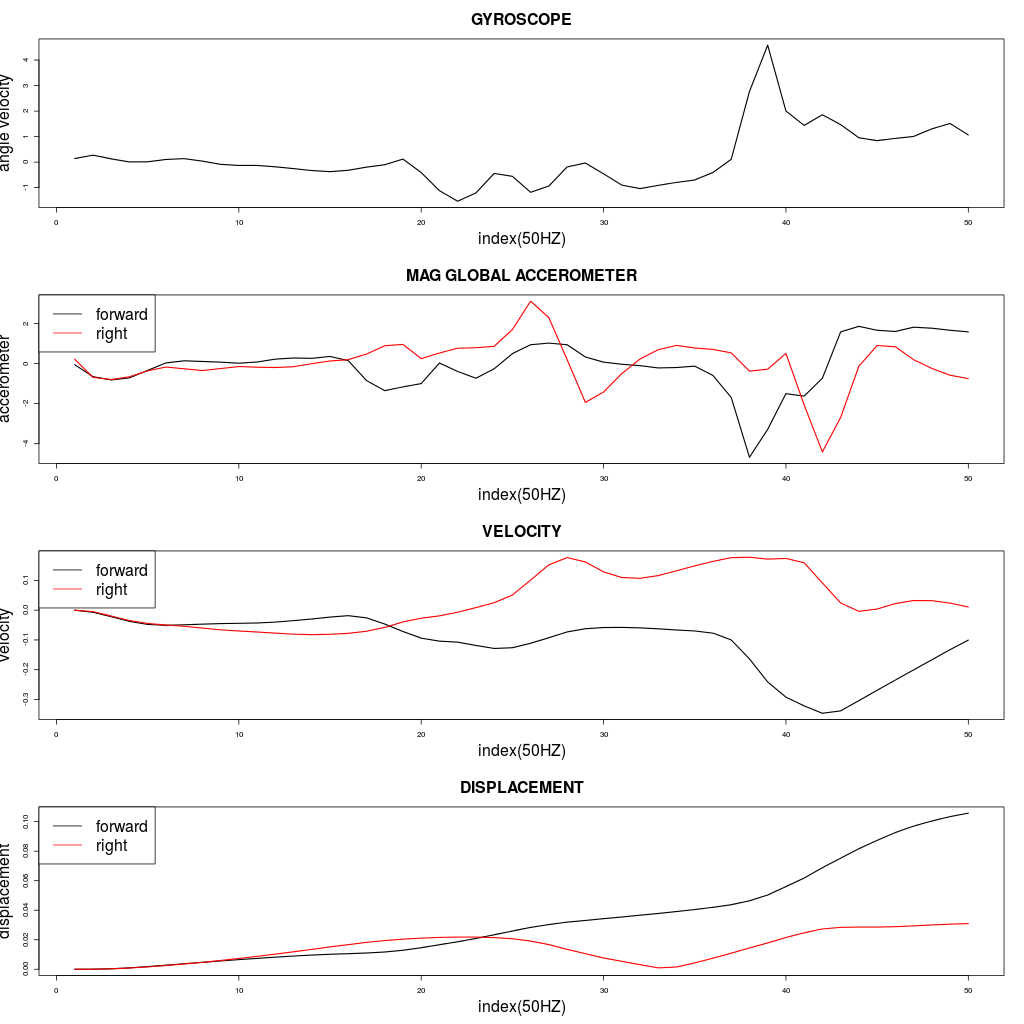 GYROSCOPE
angle velocity
4
3
2
1
0
-1
0 10 20 30 40 50
index(50HZ)
MAG GLOBAL ACCEROMETER
accerometer
forward
right
2
0
-2
-4
0 10 20 30 40 50
index(50HZ)
VELOCITY
velocity
forward
right
0.1
0.0
-0.1
-0.2
-0.3
0 10 20 30 40 50
index(50HZ)
DISPLACEMENT
displacement
forward
right
0.10
0.08
0.06
0.04
0.02
0.00
0 10 20 30 40 50
index(50HZ)